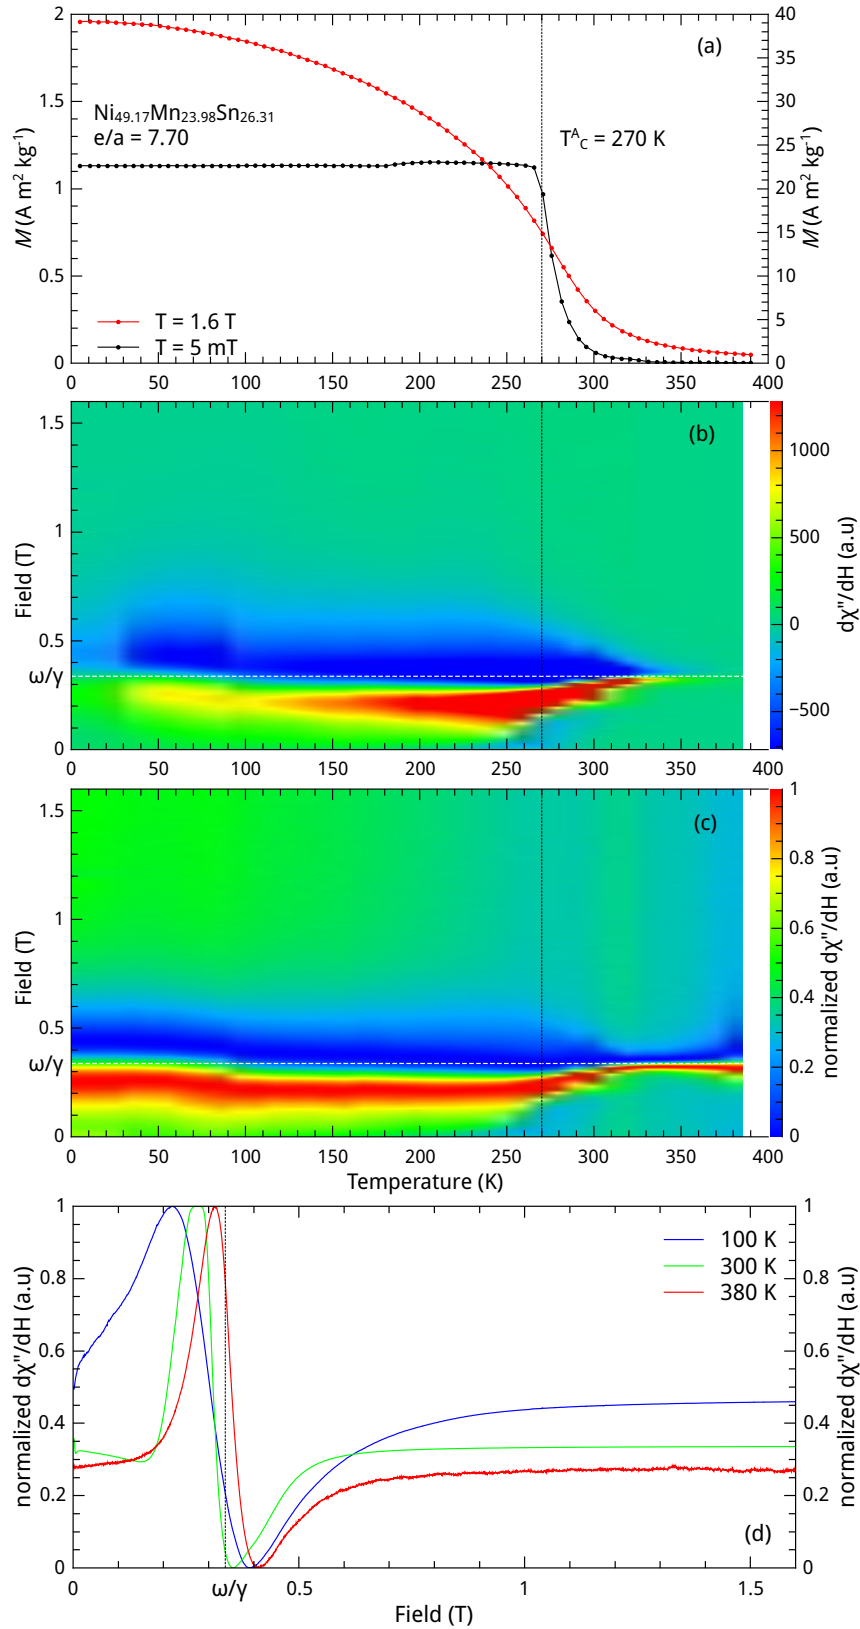 (a)
Ni49.17Mn23.98Sn26.31
e/a = 7.70
T^A_C = 270 K
T = 1.6 T
T = 5 mT
M (A m² kg⁻¹)
0 0.5 1 1.5 2
M (A m² kg⁻¹)
0 5 10 15 20 25 30 35 40
0 50 100 150 200 250 300 350 400
(b)
Field (T)
0 ω/γ 0.5 1 1.5
0 50 100 150 200 250 300 350 400
dχ"/dH (a.u)
−500 0 500 1000
(c)
Field (T)
0 ω/γ 0.5 1 1.5
0 50 100 150 200 250 300 350 400
Temperature (K)
normalized dχ"/dH (a.u)
0 0.2 0.4 0.6 0.8 1
100 K
300 K
380 K
(d)
normalized dχ"/dH (a.u)
0 0.2 0.4 0.6 0.8 1
normalized dχ"/dH (a.u)
0 0.2 0.4 0.6 0.8 1
0 ω/γ 0.5 1 1.5
Field (T)